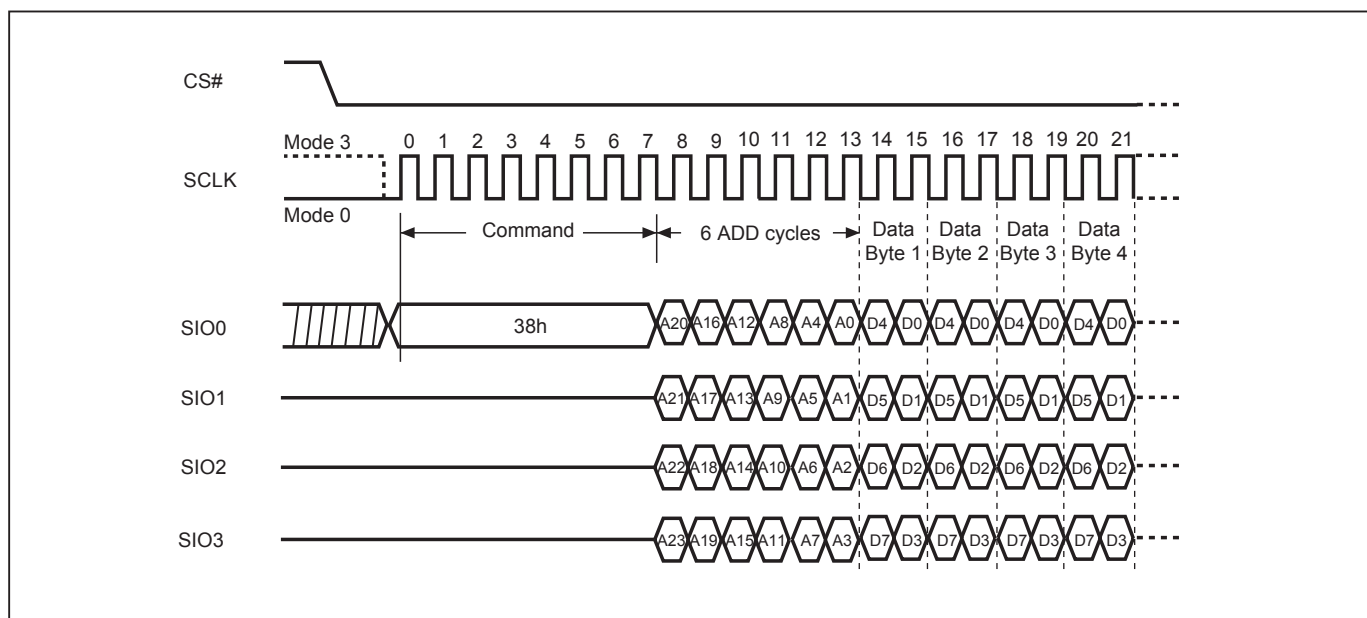 CS#
Mode 3
0 1 2 3 4 5 6 7 8 9 10 11 12 13 14 15 16 17 18 19 20 21
SCLK
Mode 0
Command 6 ADD cycles Data Byte 1 Data Byte 2 Data Byte 3 Data Byte 4
SIO0 38h A20 A16 A12 A8 A4 A0 D4 D0 D4 D0 D4 D0 D4 D0
SIO1 A21 A17 A13 A9 A5 A1 D5 D1 D5 D1 D5 D1 D5 D1
SIO2 A22 A18 A14 A10 A6 A2 D6 D2 D6 D2 D6 D2 D6 D2
SIO3 A23 A19 A15 A11 A7 A3 D7 D3 D7 D3 D7 D3 D7 D3